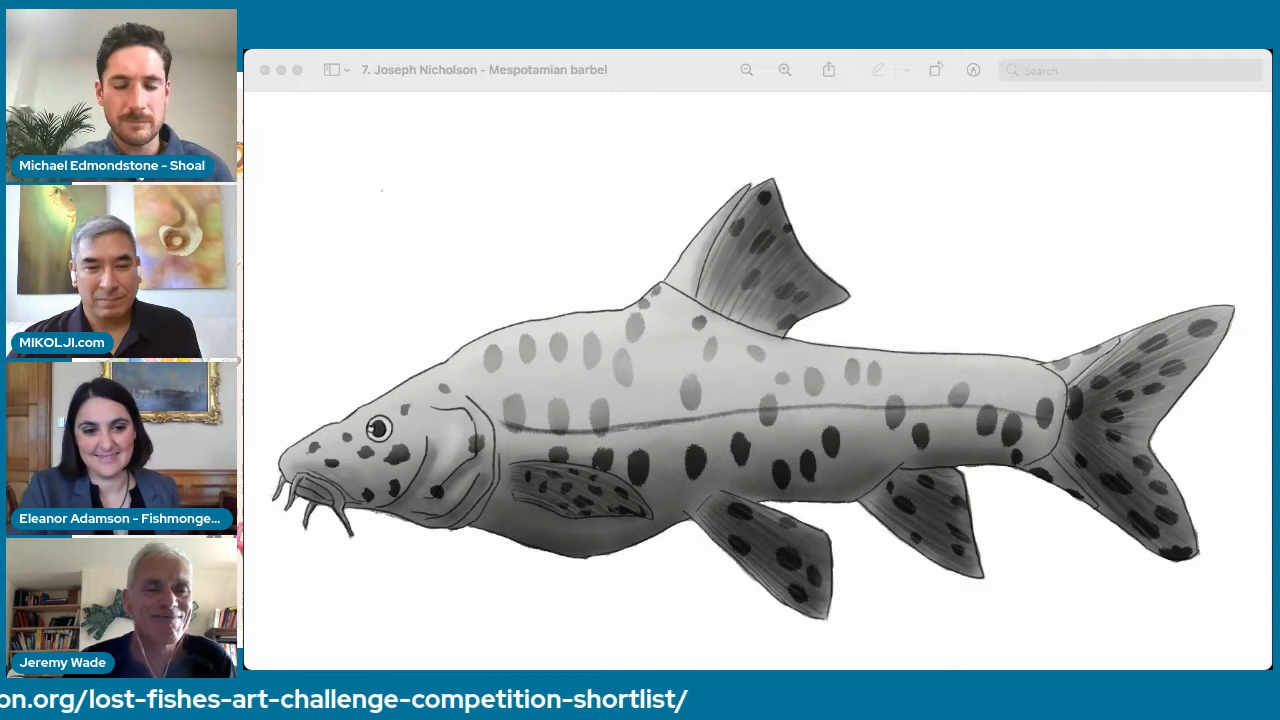 7. Joseph Nicholson - Mespotamian barbel
Search
Michael Edmondstone - Shoal
MIKOLJI.com
Eleanor Adamson - Fishmonge...
Jeremy Wade
on.org/lost-fishes-art-challenge-competition-shortlist/